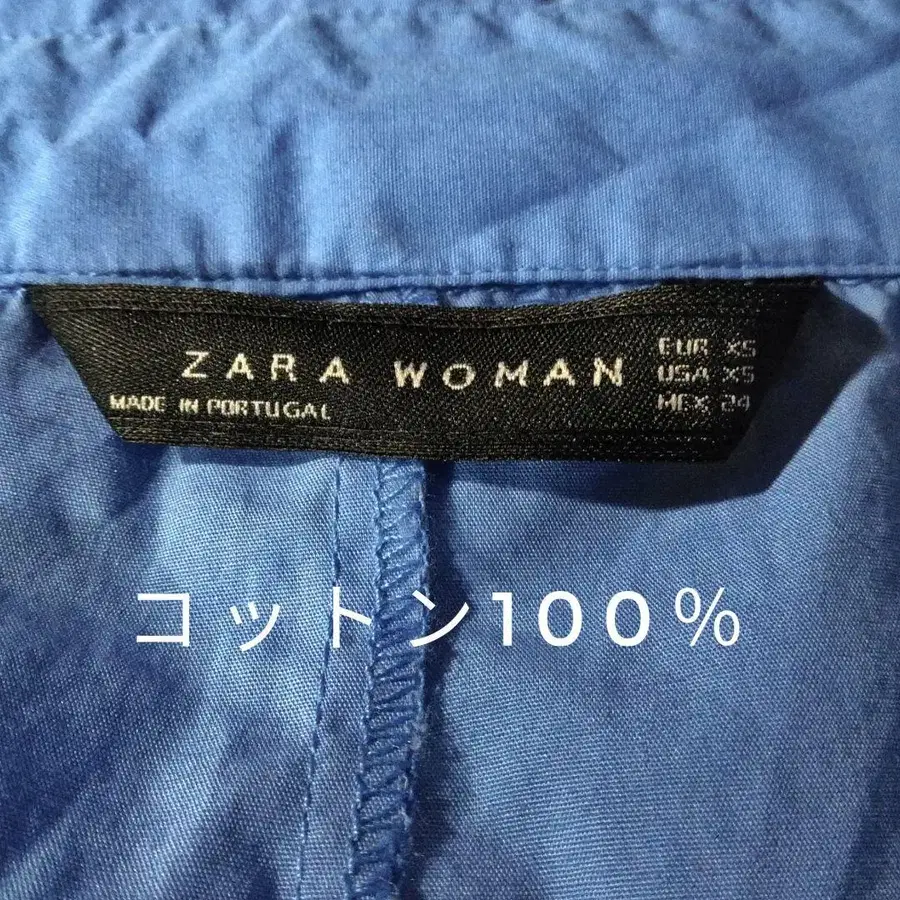 ZARA WOMAN
MADE IN PORTUGAL
EUR XS
USA XS
MEX 24
コットン100％